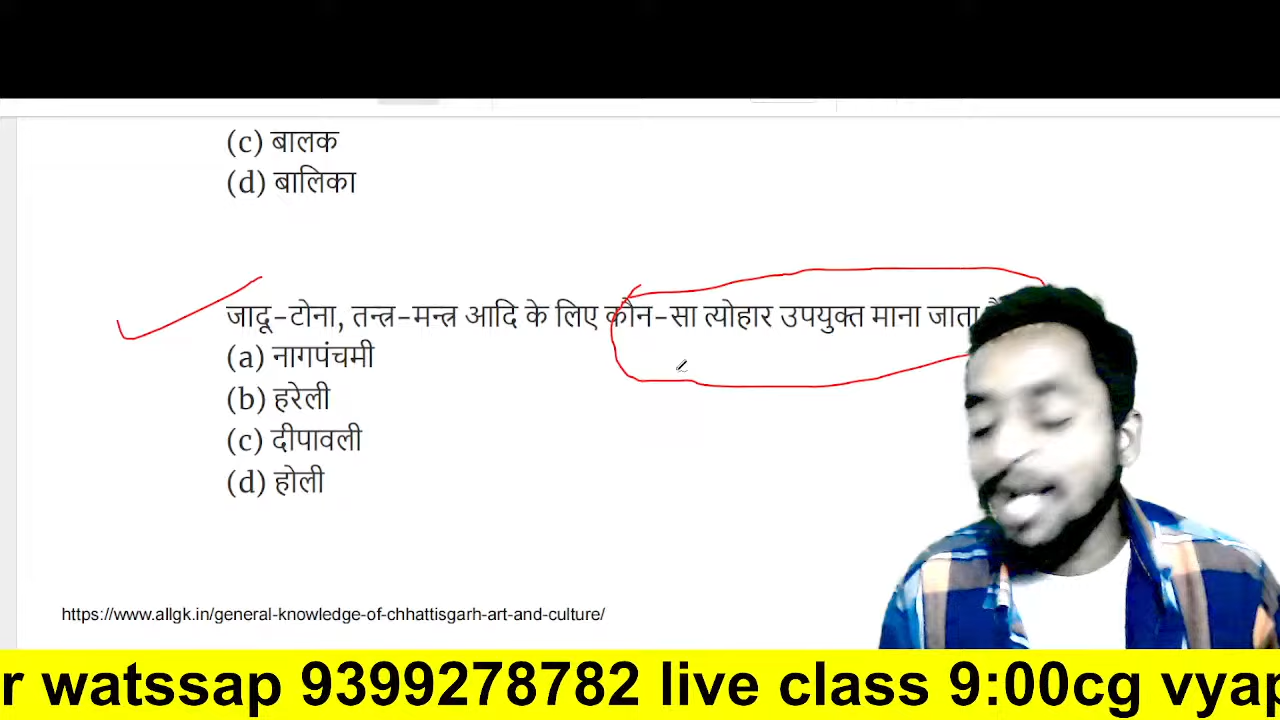 (c) बालक
(d) बालिका
जादू-टोना, तन्त्र-मन्त्र आदि के लिए कौन-सा त्योहार उपयुक्त माना जाता
(a) नागपंचमी
(b) हरेली
(c) दीपावली
(d) होली
https://www.allgk.in/general-knowledge-of-chhattisgarh-art-and-culture/
r watssap 9399278782 live class 9:00cg vyap